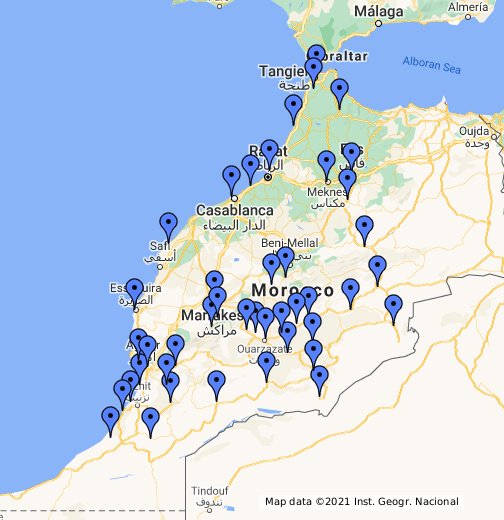 Málaga
Almería
Gibraltar
Alboran Sea
Tangier
طنجة
Oujda
وجدة
Rabat
الرباط
Fes
فاس
Meknes
مكناس
Casablanca
الدار البيضاء
Beni-Mellal
بني ملال
Safi
أسفي
Essaouira
الصويرة
Morocco
Marrakesh
مراكش
Ouarzazate
Tiznit
تزنيت
Tindouf
تندوف
Map data ©2021 Inst. Geogr. Nacional